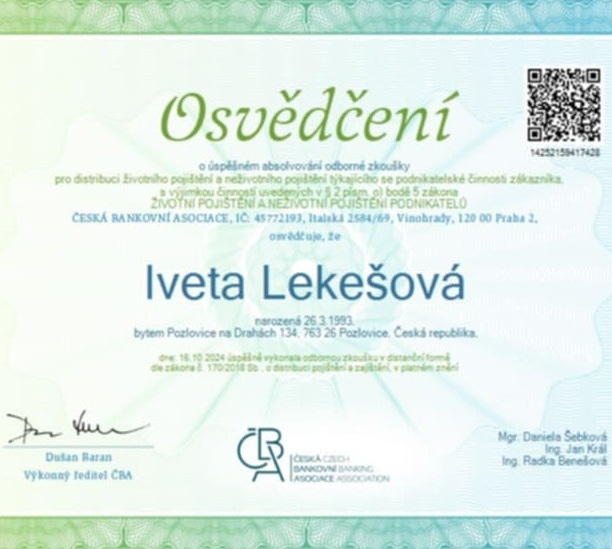 Osvědčení
14252159417428
o úspěšném absolvování odborné zkoušky
pro distribuci životního pojištění a neživotního pojištění týkajícího se podnikatelské činnosti zákazníka,
s výjimkou činností uvedených v § 2 písm. o) bodě 5 zákona
ŽIVOTNÍ POJIŠTĚNÍ A NEŽIVOTNÍ POJIŠTĚNÍ PODNIKATELŮ
ČESKÁ BANKOVNÍ ASOCIACE, IČ: 45772193, Italská 2584/69, Vinohrady, 120 00 Praha 2,
osvědčuje, že
Iveta Lekešová
narozená 26.3.1993,
bytem Pozlovice na Drahách 134, 763 26 Pozlovice, Česká republika,
dne: 16.10 2024 úspěšně vykonala odbornou zkoušku v distanční formě
dle zákona č. 170/2018 Sb., o distribuci pojištění a zajištění, v platném znění
Dušan Baran
Výkonný ředitel ČBA
ČBA
ČESKÁ CZECH
BANKOVNÍ BANKING
ASOCIACE ASSOCIATION
Mgr. Daniela Šebková
Ing. Jan Král
Ing. Radka Benešová